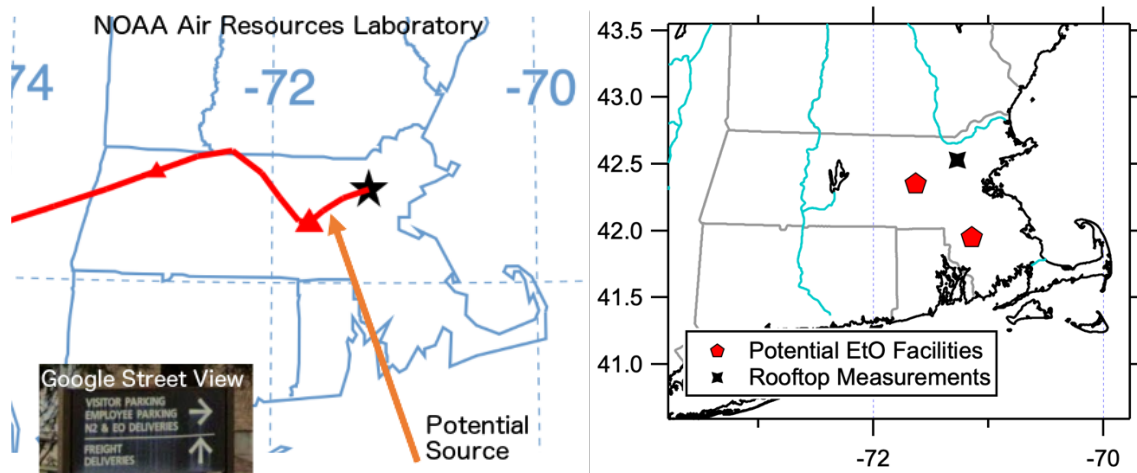 NOAA Air Resources Laboratory
74
-72
-70
Google Street View
VISITOR PARKING
EMPLOYEE PARKING
N2 & EO DELIVERIES
FREIGHT
DELIVERIES
Potential
Source
43.5
43.0
42.5
42.0
41.5
41.0
Potential EtO Facilities
Rooftop Measurements
-72
-70